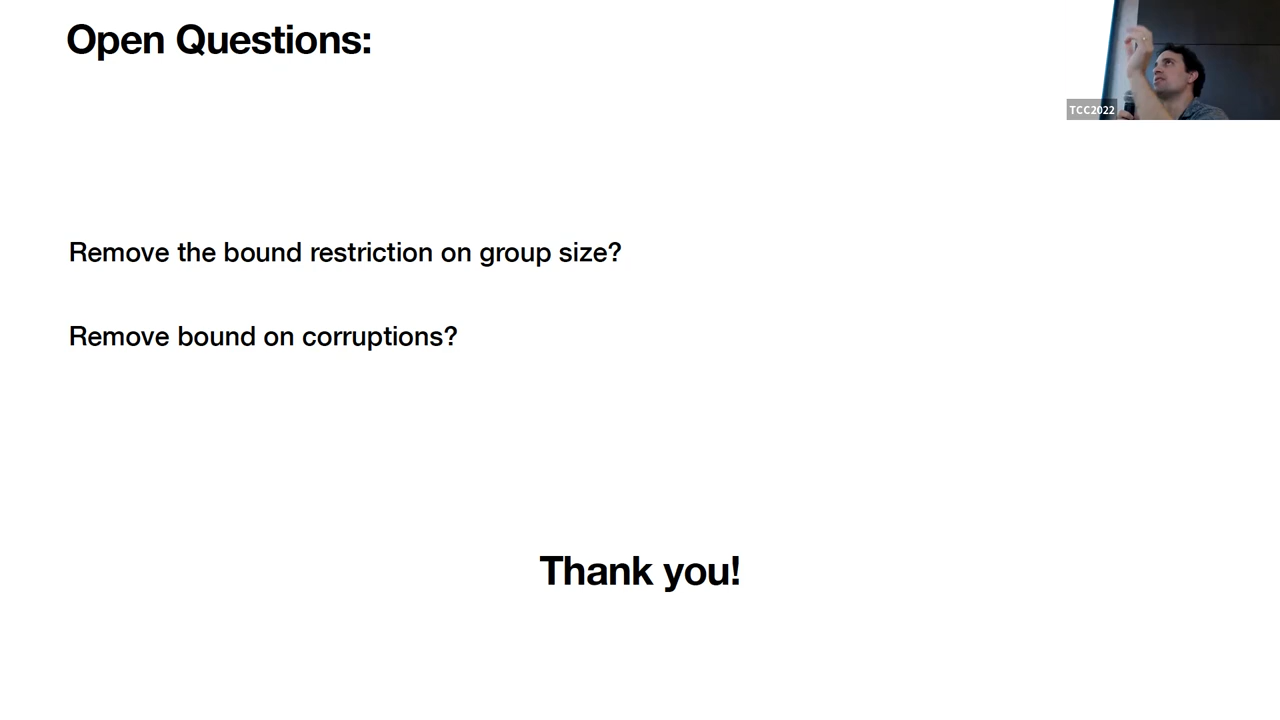 Open Questions:
TCC2022
Remove the bound restriction on group size?
Remove bound on corruptions?
Thank you!